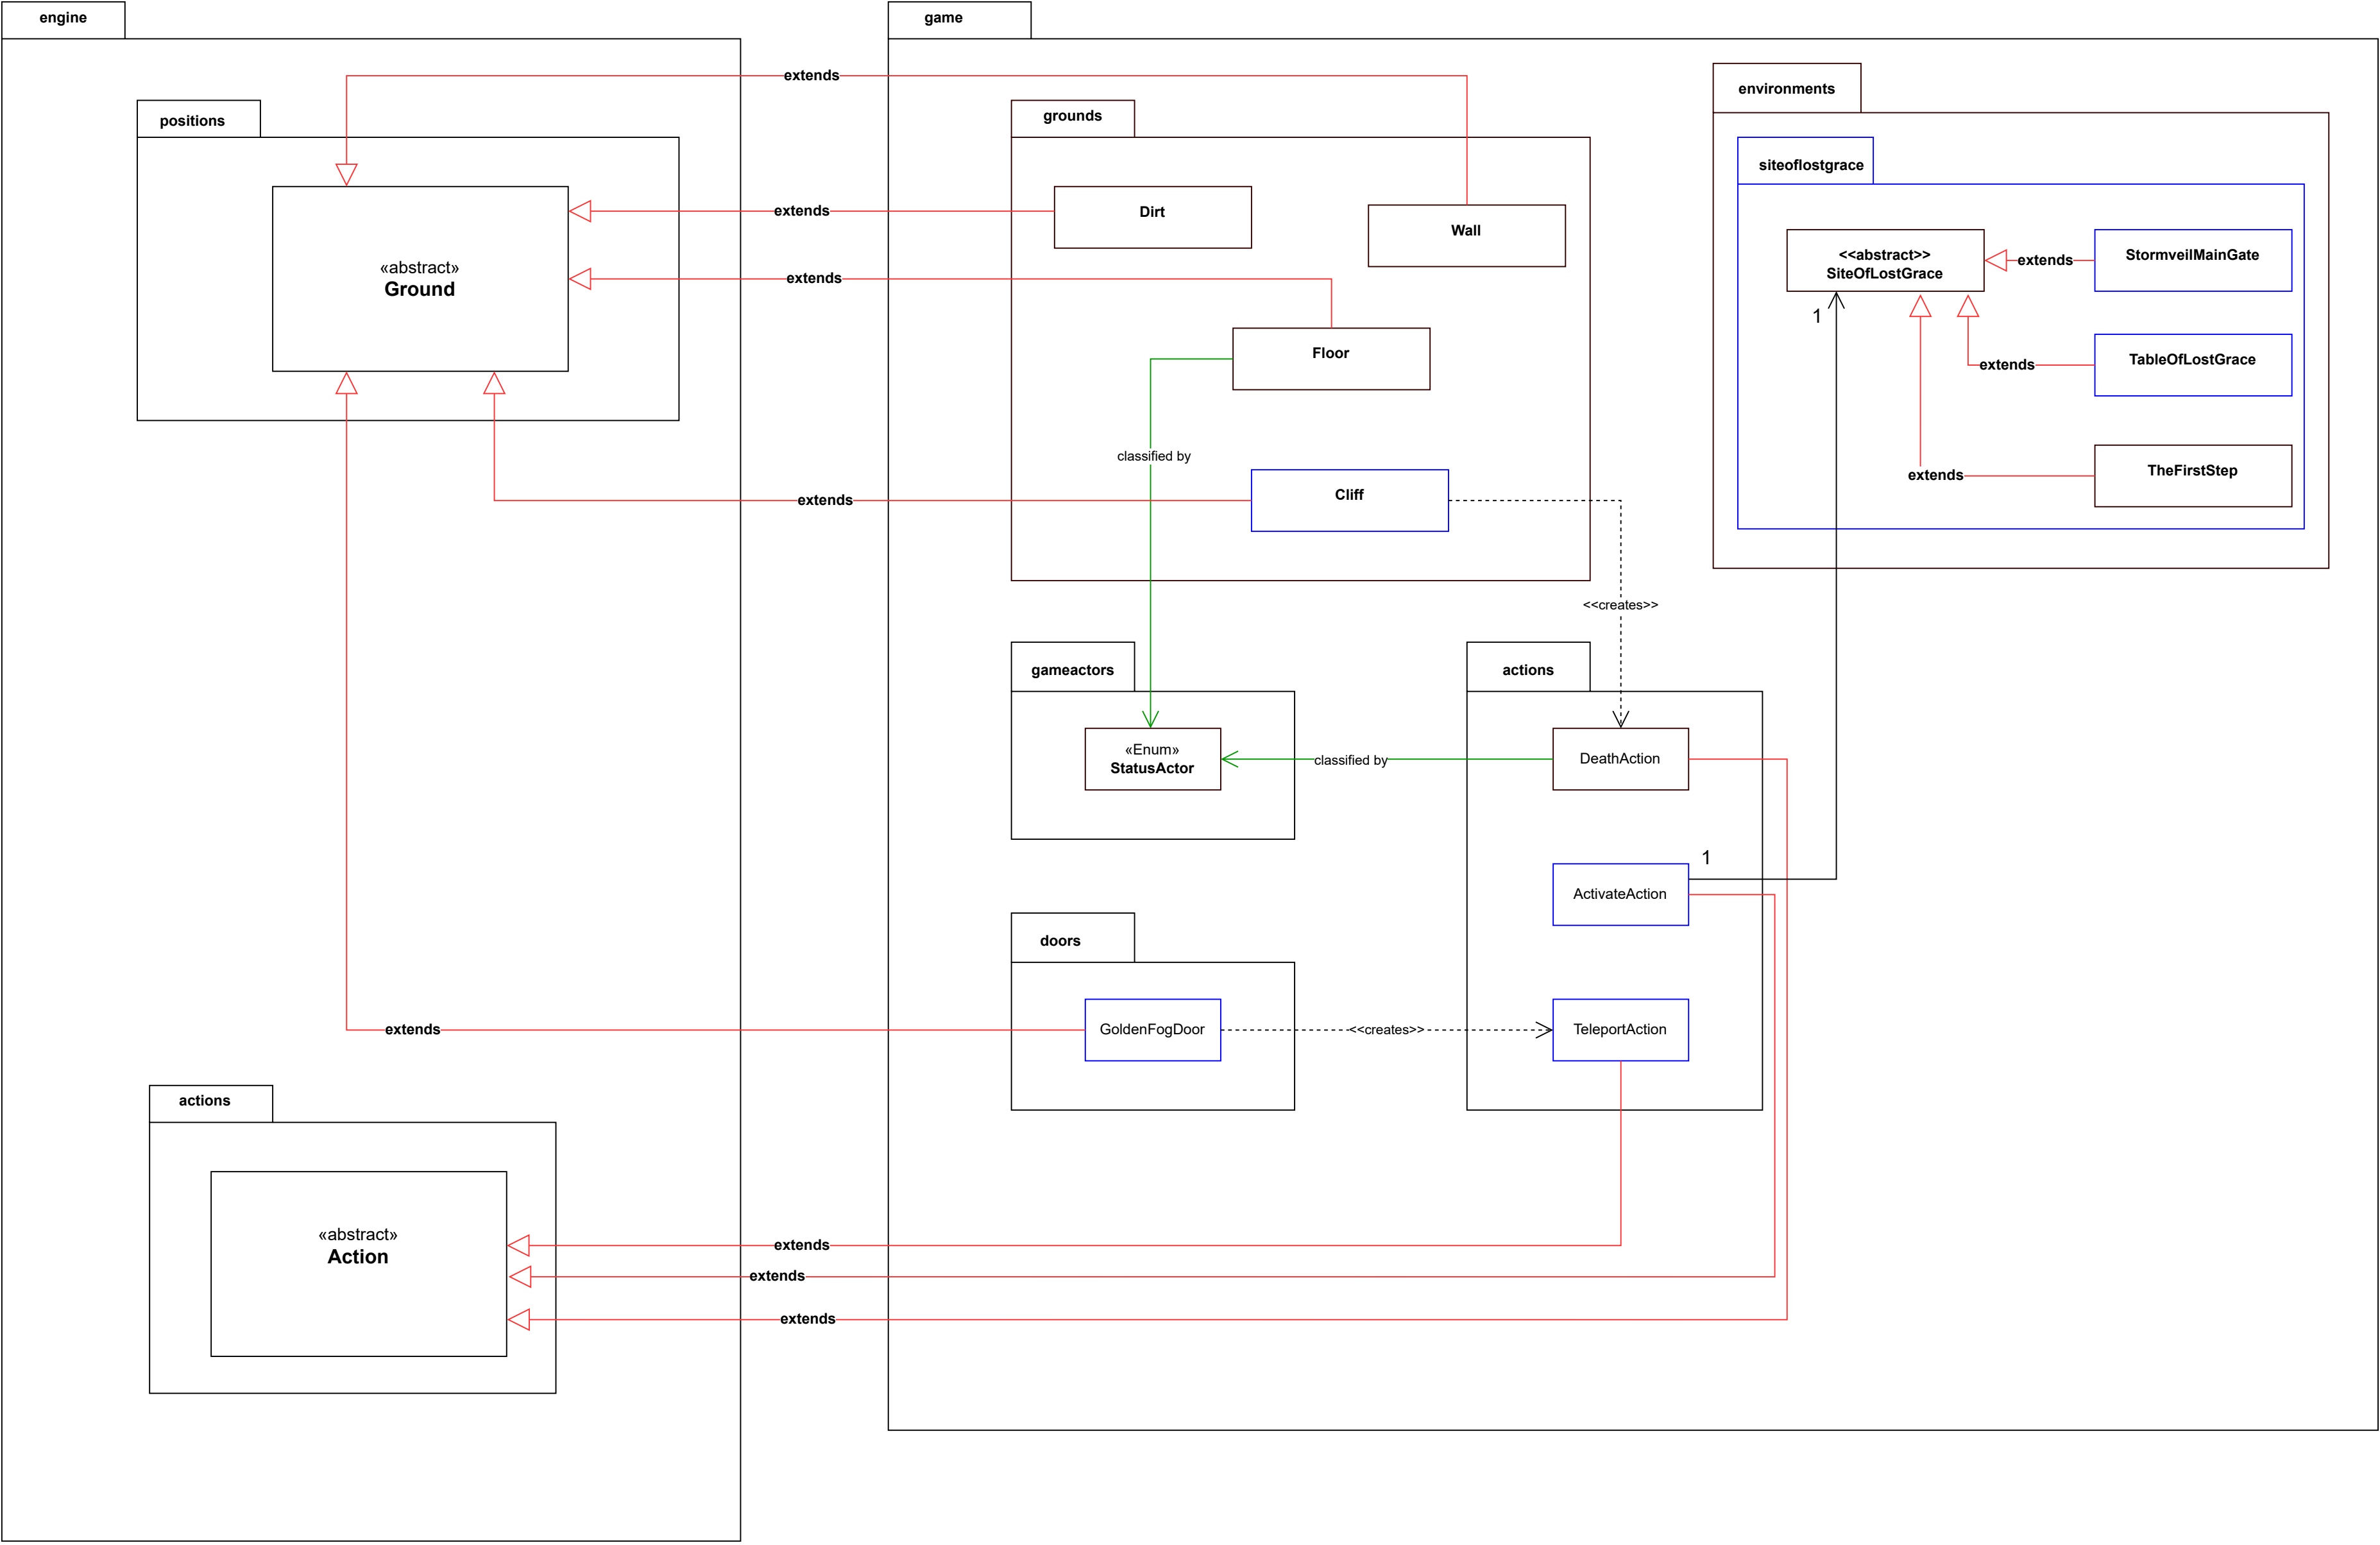 engine
game
extends
environments
positions
grounds
siteoflostgrace
extends
Dirt
Wall
«abstract»
Ground
<<abstract>>
SiteOfLostGrace
extends
StormveilMainGate
extends
1
Floor
extends
TableOfLostGrace
classified by
extends
Cliff
extends
TheFirstStep
<<creates>>
gameactors
actions
«Enum»
StatusActor
classified by
DeathAction
1
ActivateAction
doors
extends
GoldenFogDoor
<<creates>>
TeleportAction
actions
«abstract»
Action
extends
extends
extends